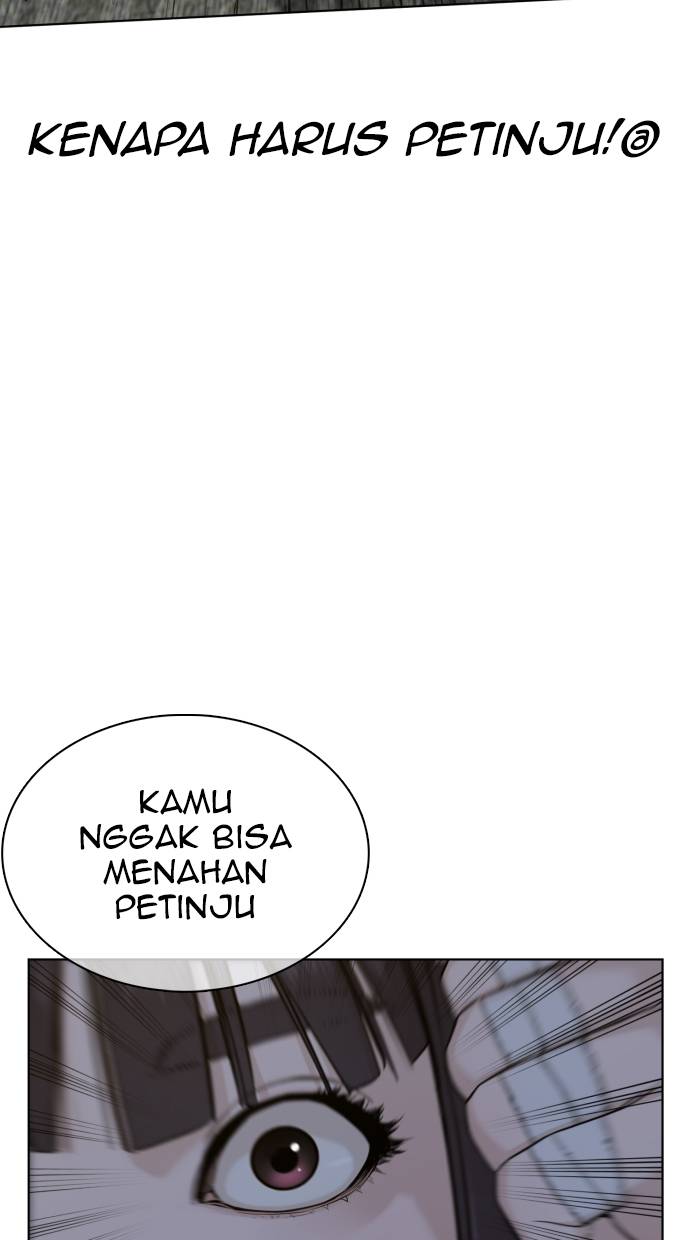 KENAPA HARUS PETINJU!@
KAMU
NGGAK BISA
MENAHAN
PETINJU